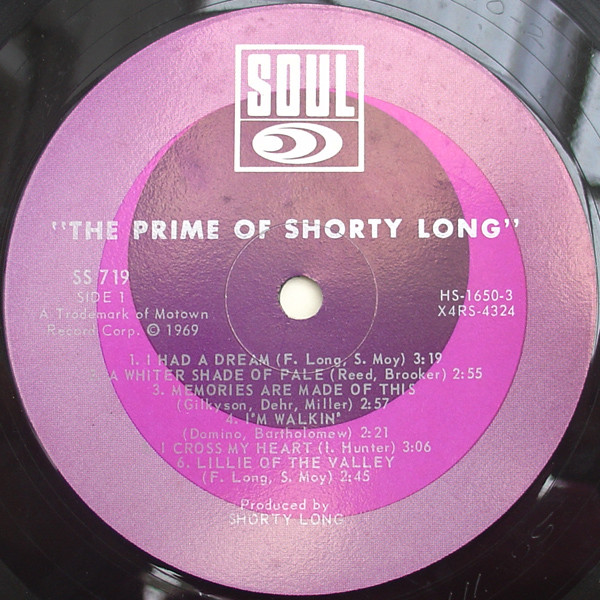 SOUL
"THE PRIME OF SHORTY LONG"
SS 719
SIDE 1
A Trademark of Motown
Record Corp. © 1969
HS-1650-3
X4RS-4324
1. I HAD A DREAM (F. Long, S. Moy) 3:19
A WHITER SHADE OF PALE (Reed, Brooker) 2:55
3. MEMORIES ARE MADE OF THIS
(Gilkyson, Dehr, Miller) 2:57
4. I'M WALKIN'
(Domino, Bartholomew) 2:21
I CROSS MY HEART (I. Hunter) 3:06
6. LILLIE OF THE VALLEY
(F. Long, S. Moy) 2:45
Produced by
SHORTY LONG